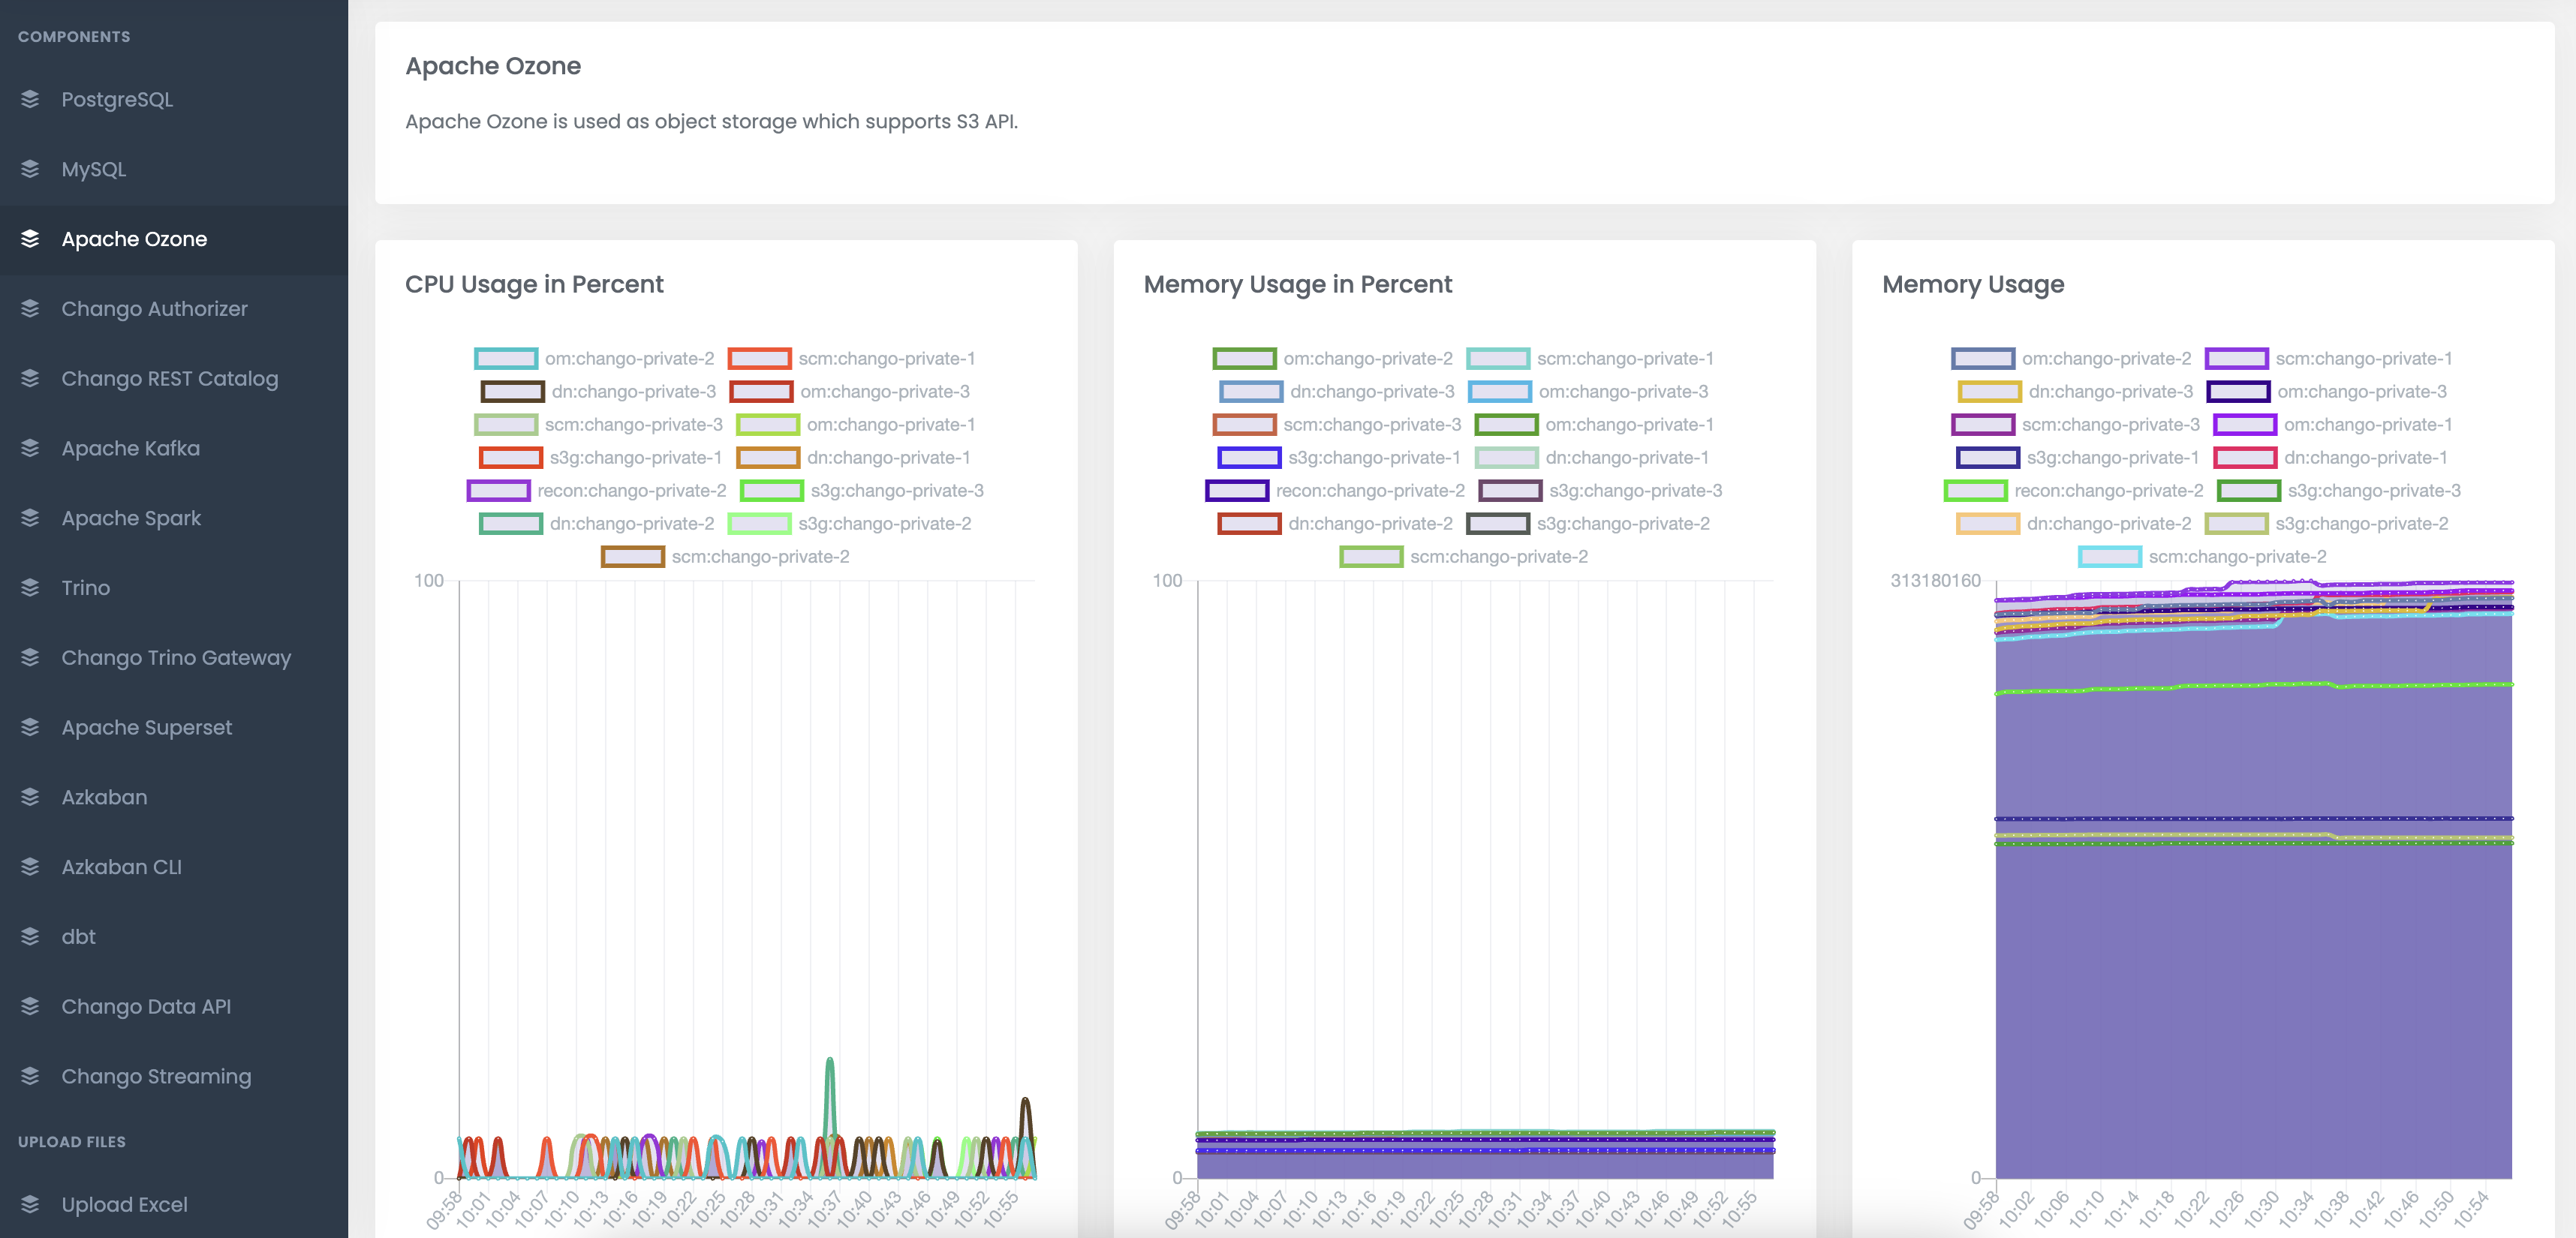 COMPONENTS
PostgreSQL
MySQL
Apache Ozone
Chango Authorizer
Chango REST Catalog
Apache Kafka
Apache Spark
Trino
Chango Trino Gateway
Apache Superset
Azkaban
Azkaban CLI
dbt
Chango Data API
Chango Streaming
UPLOAD FILES
Upload Excel
Apache Ozone
Apache Ozone is used as object storage which supports S3 API.
CPU Usage in Percent
om:chango-private-2 scm:chango-private-1
dn:chango-private-3 om:chango-private-3
scm:chango-private-3 om:chango-private-1
s3g:chango-private-1 dn:chango-private-1
recon:chango-private-2 s3g:chango-private-3
dn:chango-private-2 s3g:chango-private-2
scm:chango-private-2
100
0
09:58 10:01 10:04 10:07 10:10 10:13 10:16 10:19 10:22 10:25 10:28 10:31 10:34 10:37 10:40 10:43 10:46 10:49 10:52 10:55
Memory Usage in Percent
om:chango-private-2 scm:chango-private-1
dn:chango-private-3 om:chango-private-3
scm:chango-private-3 om:chango-private-1
s3g:chango-private-1 dn:chango-private-1
recon:chango-private-2 s3g:chango-private-3
dn:chango-private-2 s3g:chango-private-2
scm:chango-private-2
100
0
09:58 10:01 10:04 10:07 10:10 10:13 10:16 10:19 10:22 10:25 10:28 10:31 10:34 10:37 10:40 10:43 10:46 10:49 10:52 10:55
Memory Usage
om:chango-private-2 scm:chango-private-1
dn:chango-private-3 om:chango-private-3
scm:chango-private-3 om:chango-private-1
s3g:chango-private-1 dn:chango-private-1
recon:chango-private-2 s3g:chango-private-3
dn:chango-private-2 s3g:chango-private-2
scm:chango-private-2
313180160
0
09:58 10:02 10:06 10:10 10:14 10:18 10:22 10:26 10:30 10:34 10:38 10:42 10:46 10:50 10:54